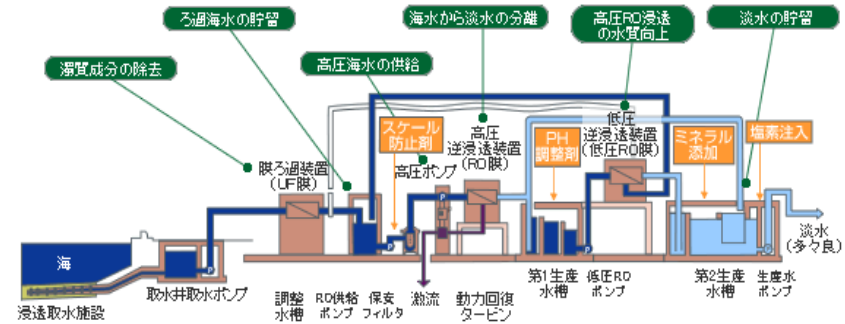 ろ過海水の貯留
海水から淡水の分離
高圧RO浸透
の水質向上
淡水の貯留
濁質成分の除去
高圧海水の供給
スケール
防止剤
高圧
逆浸透装置
(RO膜)
PH
調整剤
低圧
逆浸透装置
(低圧RO膜)
ミネラル
添加
塩素注入
膜ろ過装置
(UF膜)
高圧ポンプ
P
P
P
P
P
P
海
淡水
(多々良)
浸透取水施設
取水井取水ポンプ
調整
水槽
RO供給
ポンプ
保安
フィルタ
激流
動力回復
タービン
第1生産
水槽
低圧RO
ポンプ
第2生産
水槽
生産水
ポンプ